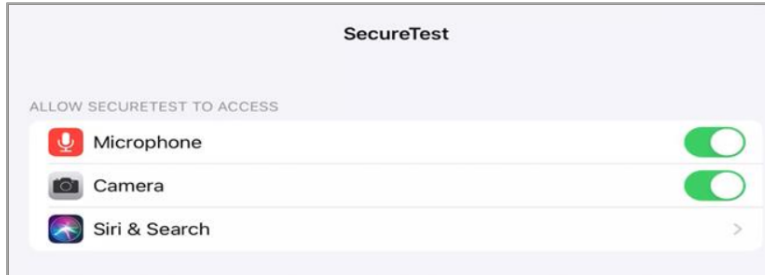 SecureTest
ALLOW SECURETEST TO ACCESS
Microphone
Camera
Siri & Search